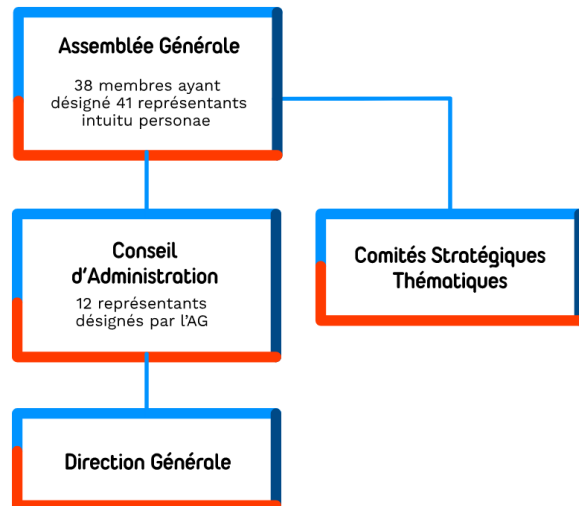 Assemblée Générale
38 membres ayant
désigné 41 représentants
intuitu personae
Conseil
d'Administration
12 représentants
désignés par l'AG
Comités Stratégiques
Thématiques
Direction Générale